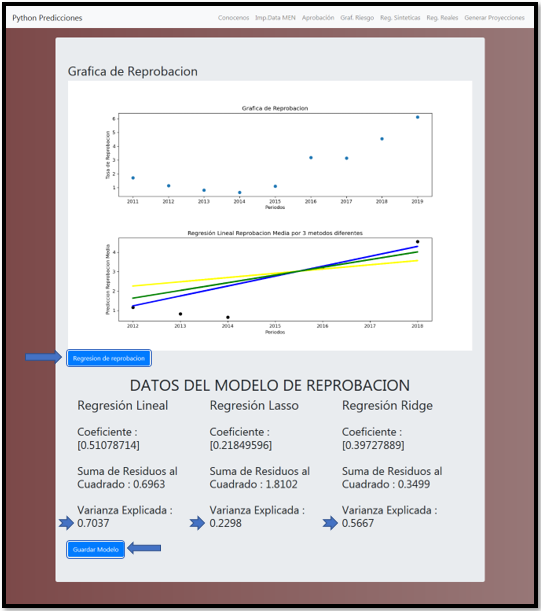 Python Predicciones
Conocenos Imp.Data MEN Aprobación Graf. Riesgo Reg. Sinteticas Reg. Reales Generar Proyecciones
Grafica de Reprobacion
Grafica de Reprobacion
6
5
4
3
2
1
Tasa de Reprobacion
2011 2012 2013 2014 2015 2016 2017 2018 2019
Periodos
Regresión Lineal Reprobacion Media por 3 metodos diferentes
4
3
2
1
Prediccion Reprobacion Media
2012 2013 2014 2015 2016 2017 2018
Periodos
Regresion de reprobacion
DATOS DEL MODELO DE REPROBACION
Regresión Lineal
Coeficiente :
[0.51078714]
Suma de Residuos al
Cuadrado : 0.6963
Varianza Explicada :
0.7037
Regresión Lasso
Coeficiente :
[0.21849596]
Suma de Residuos al
Cuadrado : 1.8102
Varianza Explicada :
0.2298
Regresión Ridge
Coeficiente :
[0.39727889]
Suma de Residuos al
Cuadrado : 0.3499
Varianza Explicada :
0.5667
Guardar Modelo